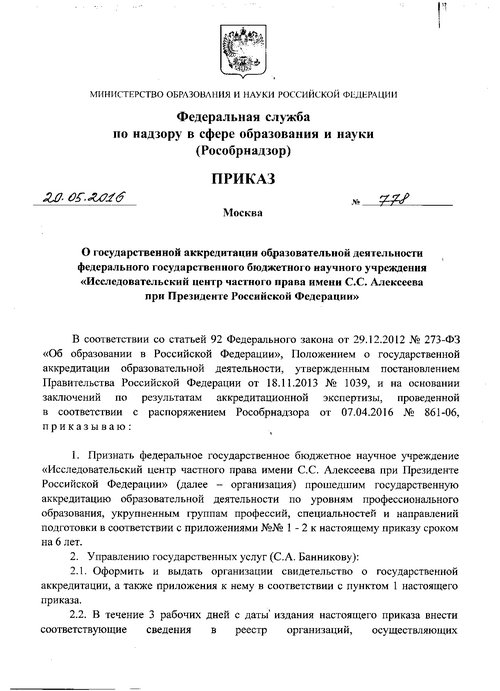 МИНИСТЕРСТВО ОБРАЗОВАНИЯ И НАУКИ РОССИЙСКОЙ ФЕДЕРАЦИИ
Федеральная служба
по надзору в сфере образования и науки
(Рособрнадзор)
ПРИКАЗ
20.05.2016 № 778
Москва
О государственной аккредитации образовательной деятельности
федерального государственного бюджетного научного учреждения
«Исследовательский центр частного права имени С.С. Алексеева
при Президенте Российской Федерации»
В соответствии со статьей 92 Федерального закона от 29.12.2012 № 273-ФЗ
«Об образовании в Российской Федерации», Положением о государственной
аккредитации образовательной деятельности, утвержденным постановлением
Правительства Российской Федерации от 18.11.2013 № 1039, и на основании
заключений по результатам аккредитационной экспертизы, проведенной
в соответствии с распоряжением Рособрнадзора от 07.04.2016 № 861-06,
приказываю:
1. Признать федеральное государственное бюджетное научное учреждение
«Исследовательский центр частного права имени С.С. Алексеева при Президенте
Российской Федерации» (далее – организация) прошедшим государственную
аккредитацию образовательной деятельности по уровням профессионального
образования, укрупненным группам профессий, специальностей и направлений
подготовки в соответствии с приложениями №№ 1 - 2 к настоящему приказу сроком
на 6 лет.
2. Управлению государственных услуг (С.А. Банникову):
2.1. Оформить и выдать организации свидетельство о государственной
аккредитации, а также приложения к нему в соответствии с пунктом 1 настоящего
приказа.
2.2. В течение 3 рабочих дней с даты издания настоящего приказа внести
соответствующие сведения в реестр организаций, осуществляющих